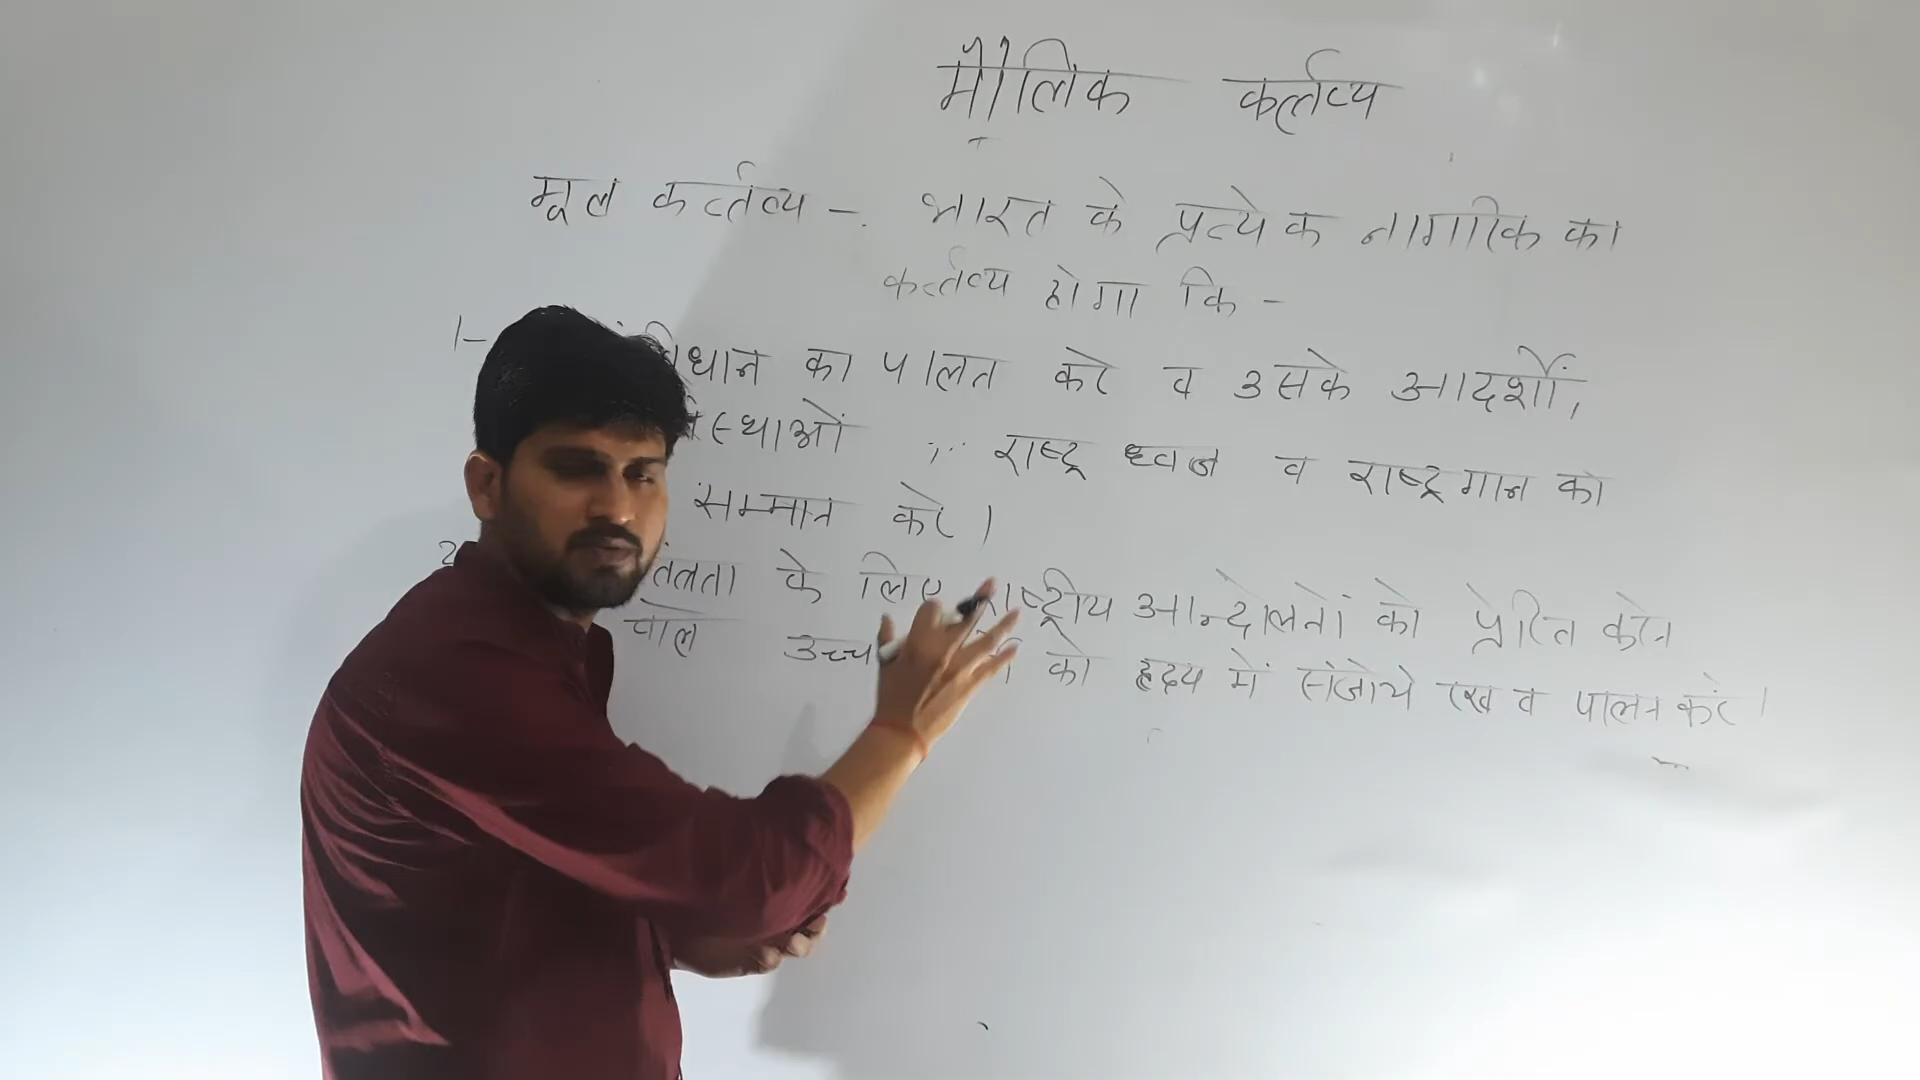 मौलिक कर्त्तव्य
मूल कर्त्तव्य - भारत के प्रत्येक नागरिक का
कर्त्तव्य होगा कि -
1- विधान का पालन करे व उसके आदर्शों,
स्थाओं , राष्ट्र ध्वज व राष्ट्रगान का
सम्मान करे।
2 के लिए राष्ट्रीय आन्दोलनों को प्रेरित करने
वाले उच्च को हृदय में संजोये रखे व पालन करें।